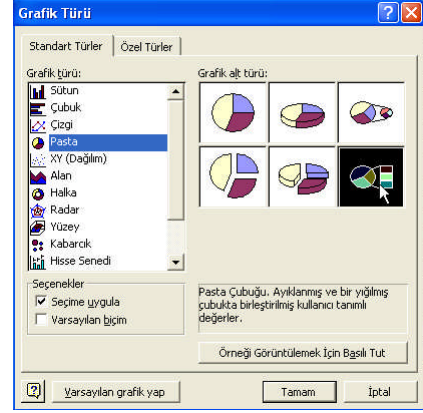 Grafik Türü
Standart Türler
Özel Türler
Grafik türü:
Sütun
Çubuk
Çizgi
Pasta
XY (Dağılım)
Alan
Halka
Radar
Yüzey
Kabarcık
Hisse Senedi
Grafik alt türü:
Seçenekler
Seçime uygula
Varsayılan biçim
Pasta Çubuğu. Ayıklanmış ve bir yığılmış
çubukta birleştirilmiş kullanıcı tanımlı
değerler.
Örneği Görüntülemek İçin Basılı Tut
Varsayılan grafik yap
Tamam
İptal